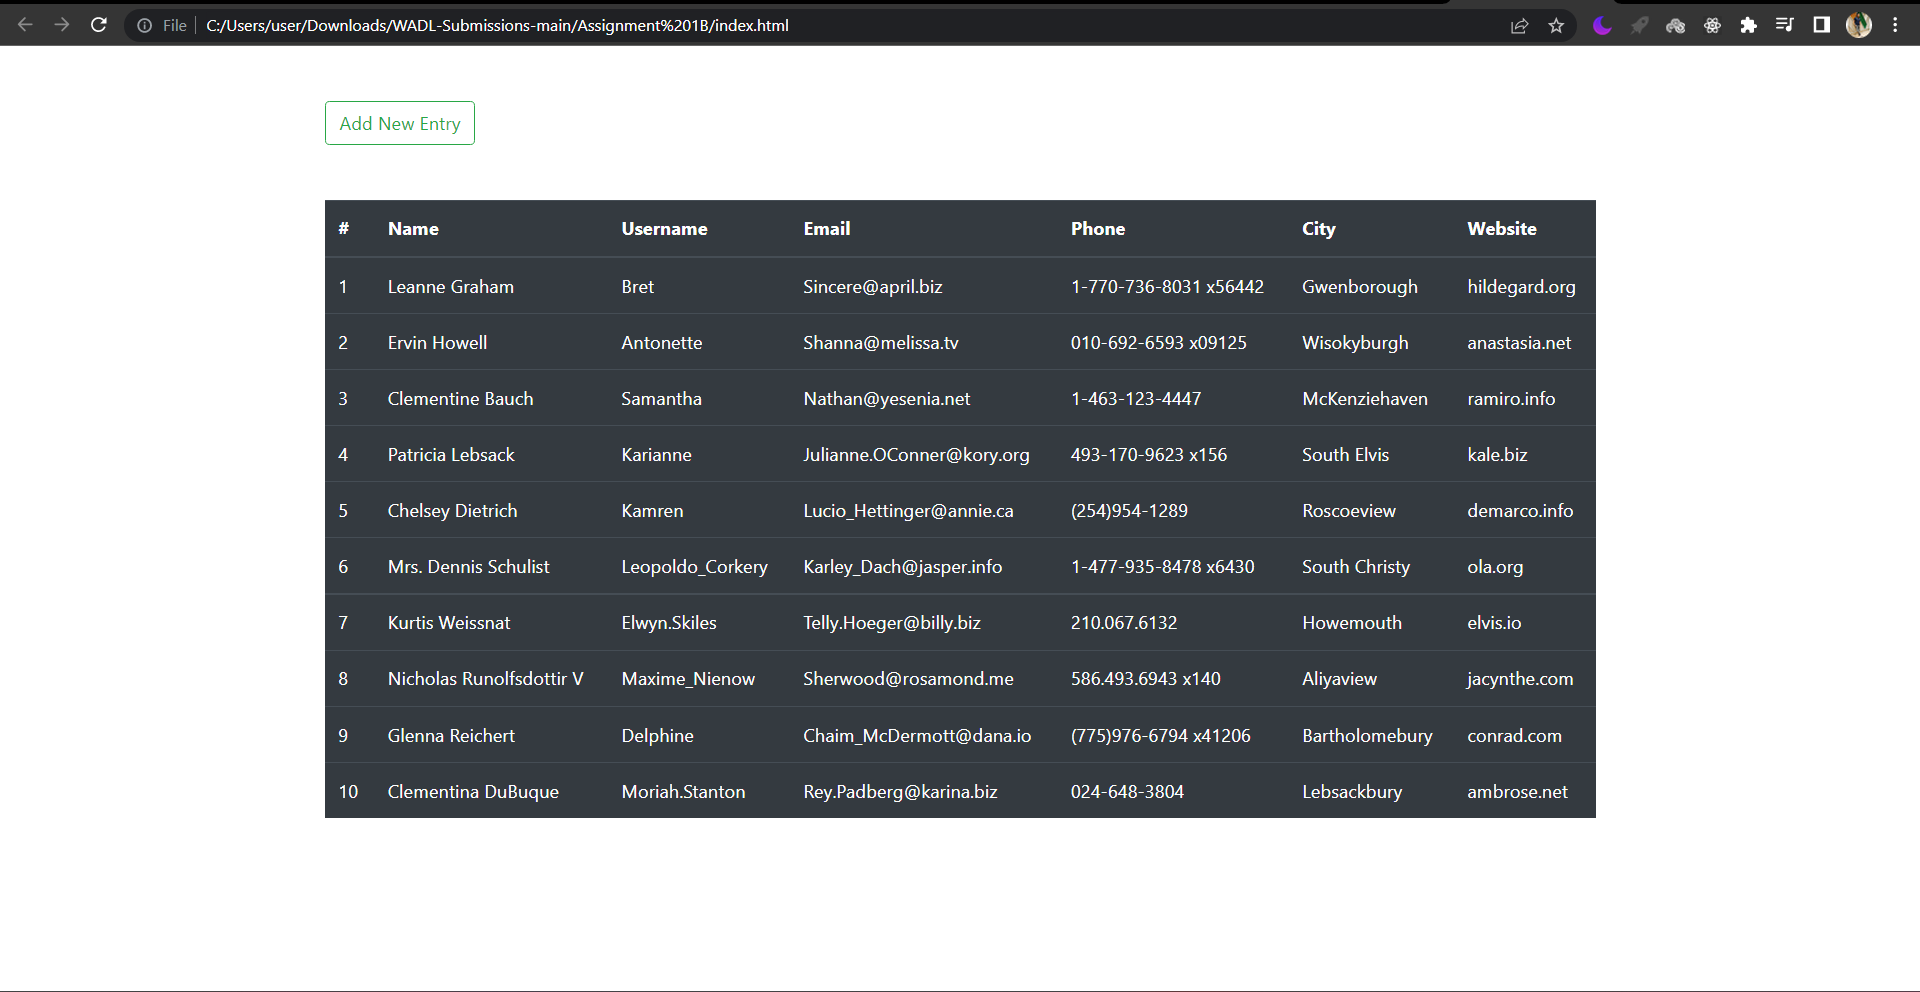 File C:/Users/user/Downloads/WADL-Submissions-main/Assignment%201B/index.html
Add New Entry
# Name Username Email Phone City Website
1 Leanne Graham Bret Sincere@april.biz 1-770-736-8031 x56442 Gwenborough hildegard.org
2 Ervin Howell Antonette Shanna@melissa.tv 010-692-6593 x09125 Wisokyburgh anastasia.net
3 Clementine Bauch Samantha Nathan@yesenia.net 1-463-123-4447 McKenziehaven ramiro.info
4 Patricia Lebsack Karianne Julianne.OConner@kory.org 493-170-9623 x156 South Elvis kale.biz
5 Chelsey Dietrich Kamren Lucio_Hettinger@annie.ca (254)954-1289 Roscoeview demarco.info
6 Mrs. Dennis Schulist Leopoldo_Corkery Karley_Dach@jasper.info 1-477-935-8478 x6430 South Christy ola.org
7 Kurtis Weissnat Elwyn.Skiles Telly.Hoeger@billy.biz 210.067.6132 Howemouth elvis.io
8 Nicholas Runolfsdottir V Maxime_Nienow Sherwood@rosamond.me 586.493.6943 x140 Aliyaview jacynthe.com
9 Glenna Reichert Delphine Chaim_McDermott@dana.io (775)976-6794 x41206 Bartholomebury conrad.com
10 Clementina DuBuque Moriah.Stanton Rey.Padberg@karina.biz 024-648-3804 Lebsackbury ambrose.net